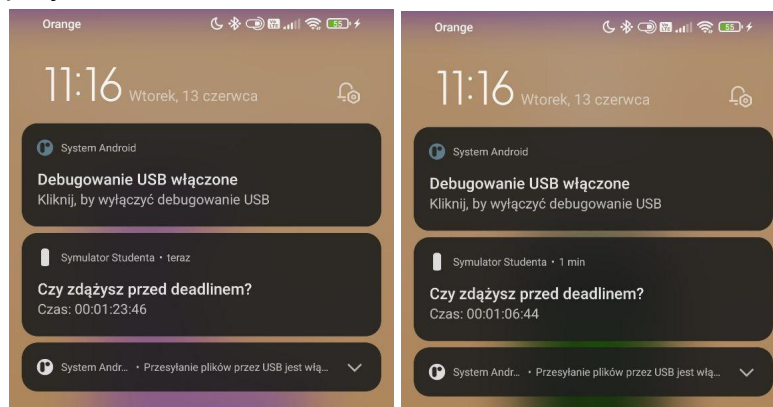 Orange
55
11:16 Wtorek, 13 czerwca
System Android
Debugowanie USB włączone
Kliknij, by wyłączyć debugowanie USB
Symulator Studenta • teraz
Czy zdążysz przed deadlinem?
Czas: 00:01:23:46
System Andr... • Przesyłanie plików przez USB jest włą...
Orange
55
11:16 Wtorek, 13 czerwca
System Android
Debugowanie USB włączone
Kliknij, by wyłączyć debugowanie USB
Symulator Studenta • 1 min
Czy zdążysz przed deadlinem?
Czas: 00:01:06:44
System Andr... • Przesyłanie plików przez USB jest włą...